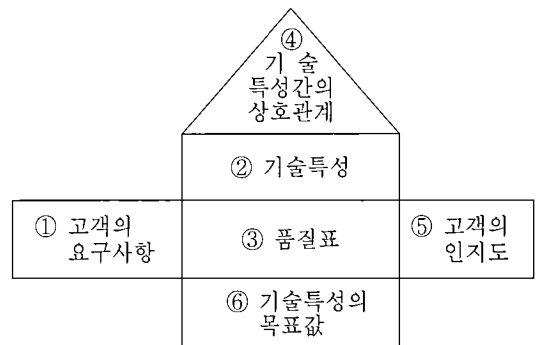 ④
기 술
특성간의
상호관계
② 기술특성
① 고객의
요구사항
③ 품질표
⑤ 고객의
인지도
⑥ 기술특성의
목표값